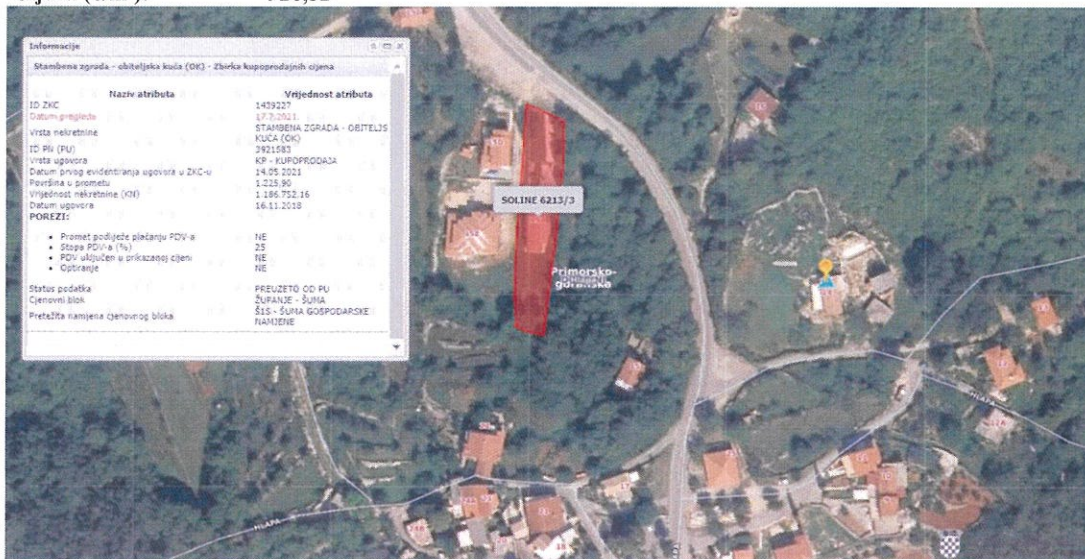 Informacije
Stambena zgrada - obiteljska kuća (OK) - Zbirka kupoprodajnih cijena
Naziv atributa Vrijednost atributa
ID ZKC 1439227
Datum pregleda 17.7.2021.
Vrsta nekretnine STAMBENA ZGRADA - OBITELJS
KUĆA (OK)
ID PN (PU) 3921583
Vrsta ugovora KP - KUPOPRODAJA
Datum prvog evidentiranja ugovora u ZKC-u 14.05.2021
Površina u prometu 1.225,90
Vrijednost nekretnine (KN) 1.186.752,16
Datum ugovora 16.11.2018
POREZI:
• Promet podliježe plaćanju PDV-a NE
• Stopa PDV-a (%) 25
• PDV uključen u prikazanoj cijeni NE
• Optiranje NE
Status podatka PREUZETO OD PU
Cjenovni blok ŽUPANJE - ŠUMA
Pretežita namjena cjenovnog bloka Š1S - ŠUMA GOSPODARSKE
NAMJENE
SOLINE 6213/3
Primorsko-
goranska
HLAPA
HLAPA